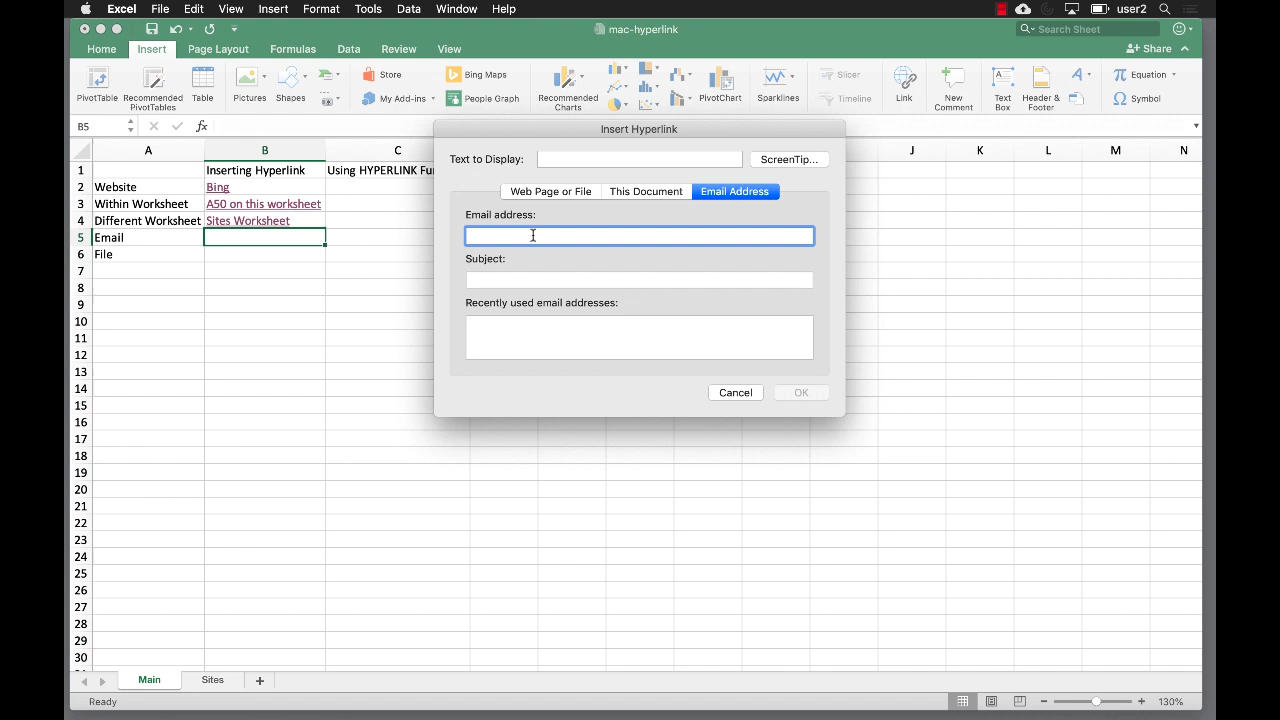 Excel File Edit View Insert Format Tools Data Window Help user2
mac-hyperlink
Search Sheet
Home Insert Page Layout Formulas Data Review View Share
PivotTable Recommended PivotTables Table Pictures Shapes Store My Add-ins Bing Maps People Graph Recommended Charts PivotChart Sparklines Slicer Timeline Link New Comment Text Box Header & Footer A Equation Symbol
B5 fx
Insert Hyperlink
Text to Display: ScreenTip...
Web Page or File This Document Email Address
Email address:
Subject:
Recently used email addresses:
Cancel OK
A B C J K L M N
1 Inserting Hyperlink Using HYPERLINK Fu
2 Website Bing
3 Within Worksheet A50 on this worksheet
4 Different Worksheet Sites Worksheet
5 Email
6 File
7
8
9
10
11
12
13
14
15
16
17
18
19
20
21
22
23
24
25
26
27
28
29
30
Main Sites +
Ready 130%